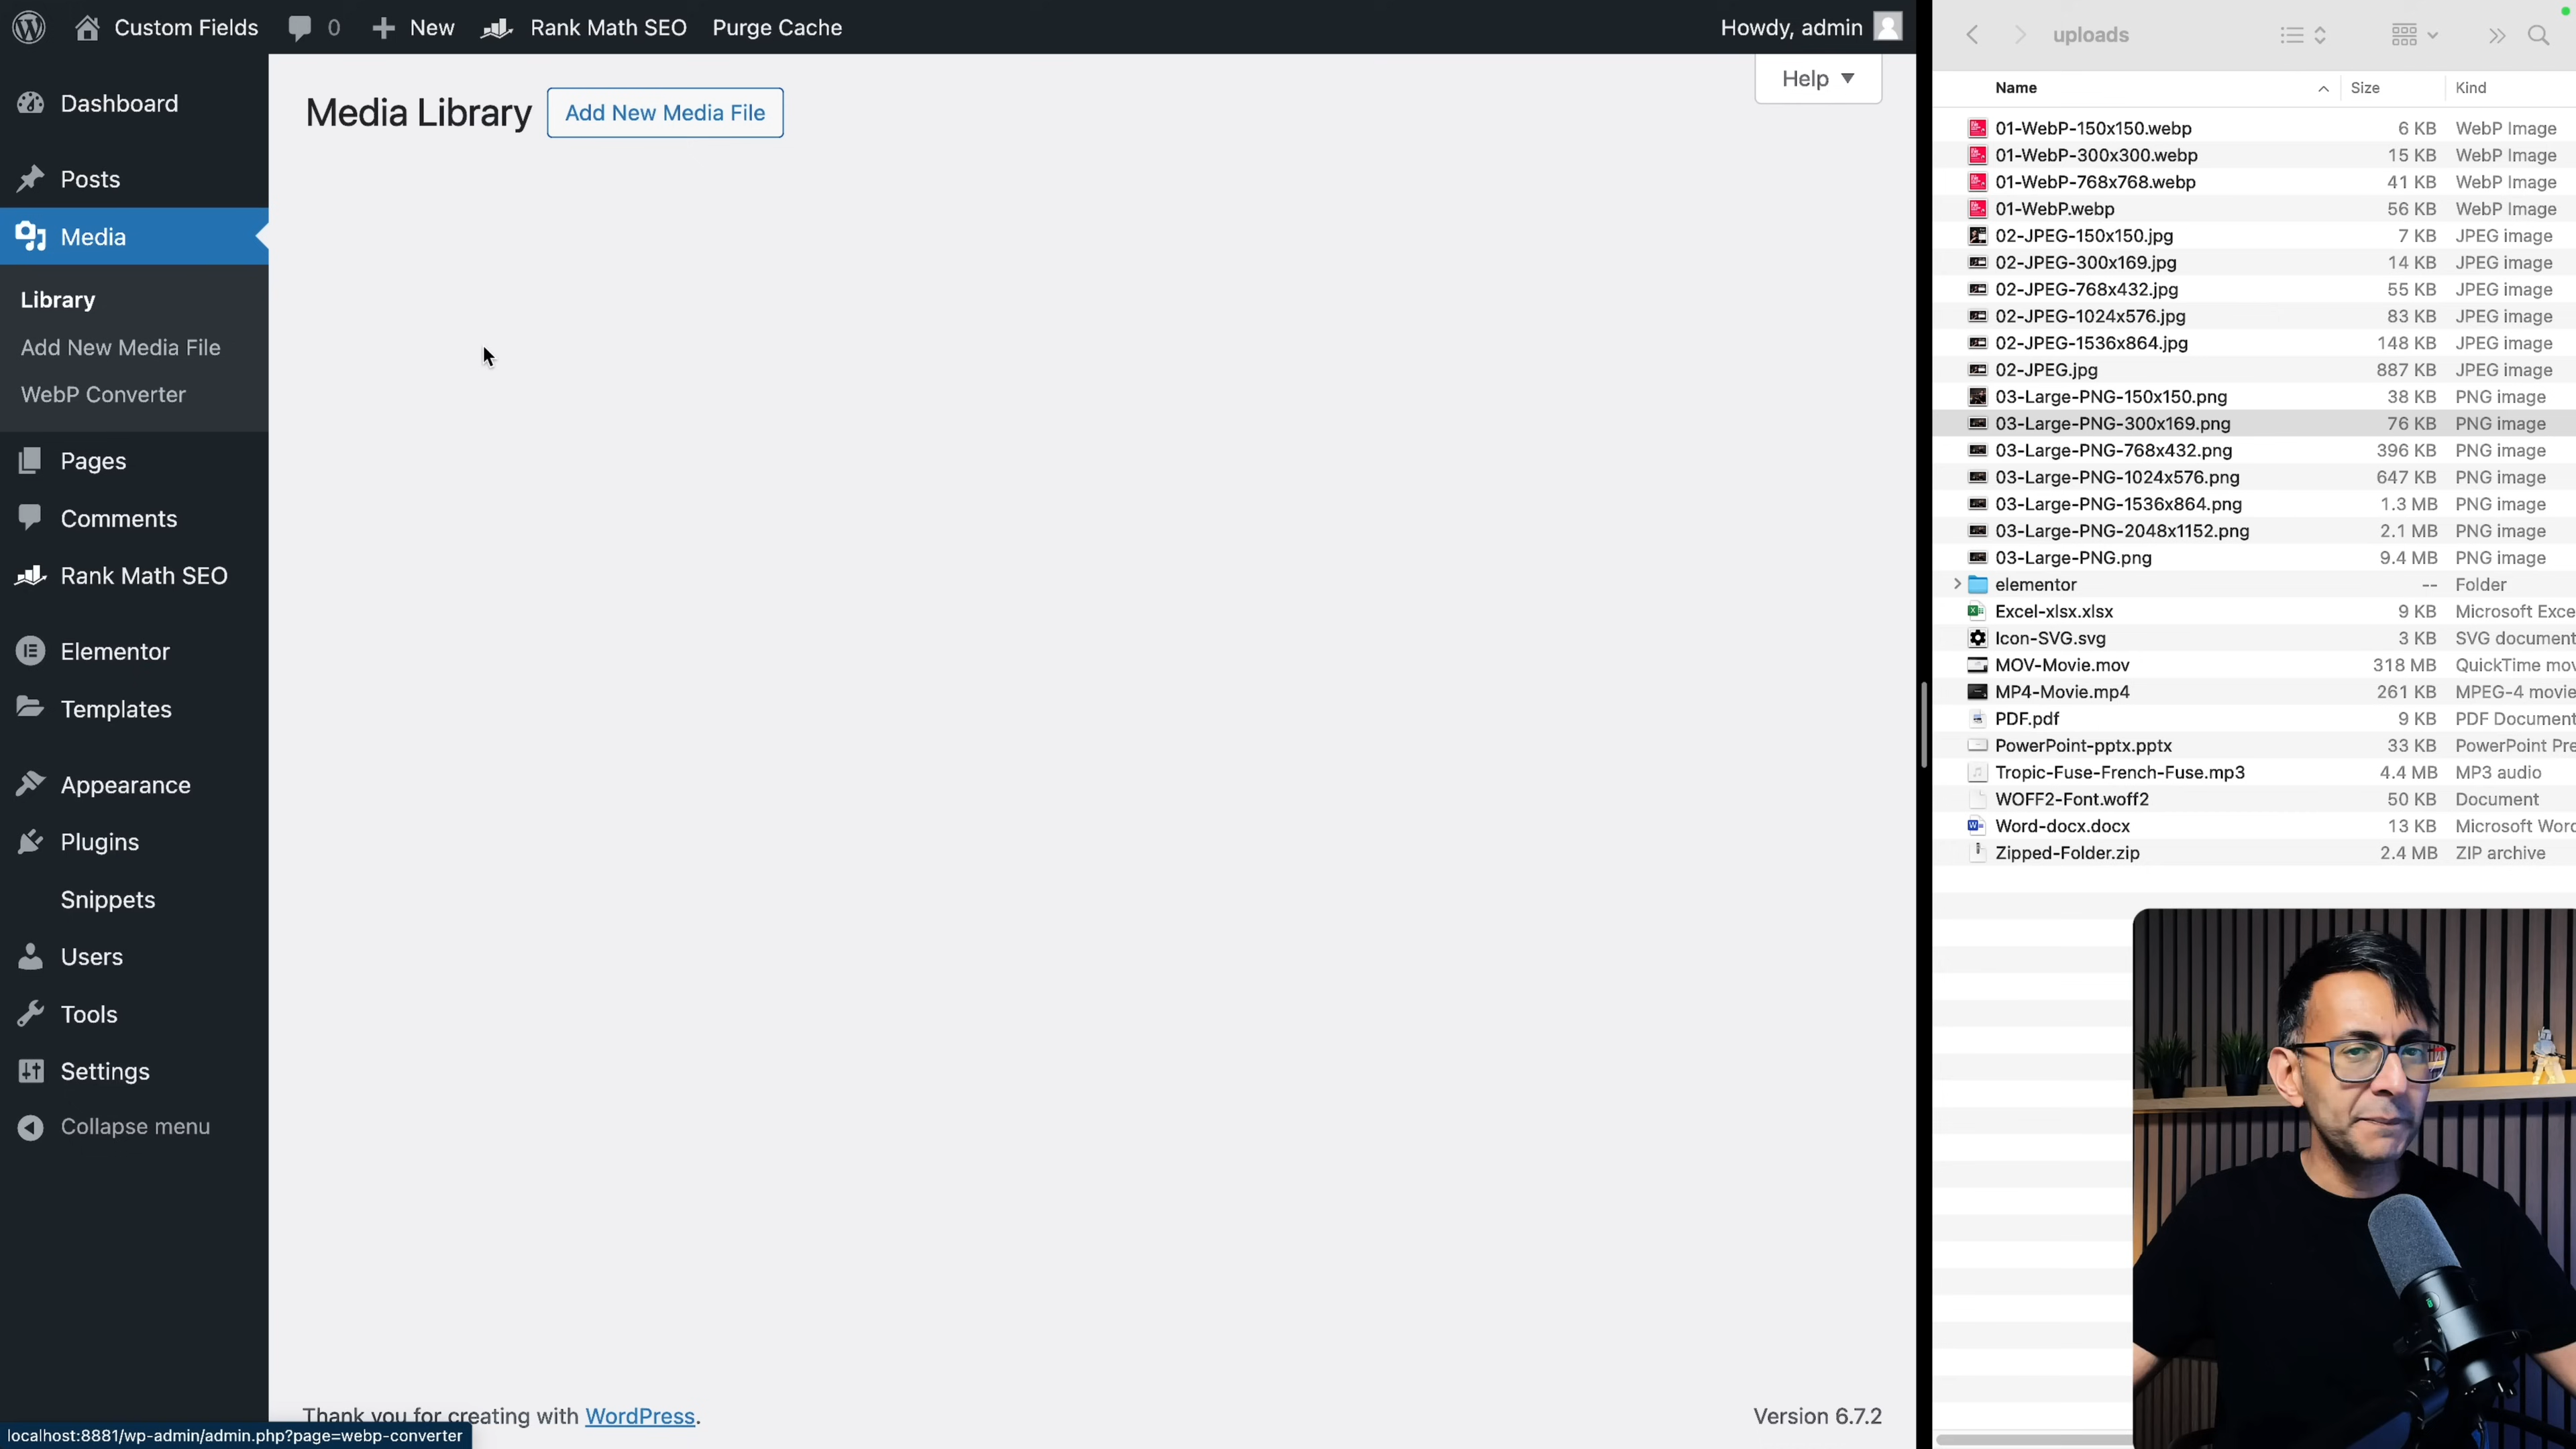 Custom Fields 0 New Rank Math SEO Purge Cache Howdy, admin
Help
Media Library Add New Media File
Dashboard
Posts
Media
Library
Add New Media File
WebP Converter
Pages
Comments
Rank Math SEO
Elementor
Templates
Appearance
Plugins
Snippets
Users
Tools
Settings
Collapse menu
Thank you for creating with WordPress.
Version 6.7.2
localhost:8881/wp-admin/admin.php?page=webp-converter
uploads
Name Size Kind
01-WebP-150x150.webp 6 KB WebP Image
01-WebP-300x300.webp 15 KB WebP Image
01-WebP-768x768.webp 41 KB WebP Image
01-WebP.webp 56 KB WebP Image
02-JPEG-150x150.jpg 7 KB JPEG image
02-JPEG-300x169.jpg 14 KB JPEG image
02-JPEG-768x432.jpg 55 KB JPEG image
02-JPEG-1024x576.jpg 83 KB JPEG image
02-JPEG-1536x864.jpg 148 KB JPEG image
02-JPEG.jpg 887 KB JPEG image
03-Large-PNG-150x150.png 38 KB PNG image
03-Large-PNG-300x169.png 76 KB PNG image
03-Large-PNG-768x432.png 396 KB PNG image
03-Large-PNG-1024x576.png 647 KB PNG image
03-Large-PNG-1536x864.png 1.3 MB PNG image
03-Large-PNG-2048x1152.png 2.1 MB PNG image
03-Large-PNG.png 9.4 MB PNG image
elementor -- Folder
Excel-xlsx.xlsx 9 KB Microsoft Exce
Icon-SVG.svg 3 KB SVG document
MOV-Movie.mov 318 MB QuickTime mov
MP4-Movie.mp4 261 KB MPEG-4 movie
PDF.pdf 9 KB PDF Document
PowerPoint-pptx.pptx 33 KB PowerPoint Pre
Tropic-Fuse-French-Fuse.mp3 4.4 MB MP3 audio
WOFF2-Font.woff2 50 KB Document
Word-docx.docx 13 KB Microsoft Word
Zipped-Folder.zip 2.4 MB ZIP archive